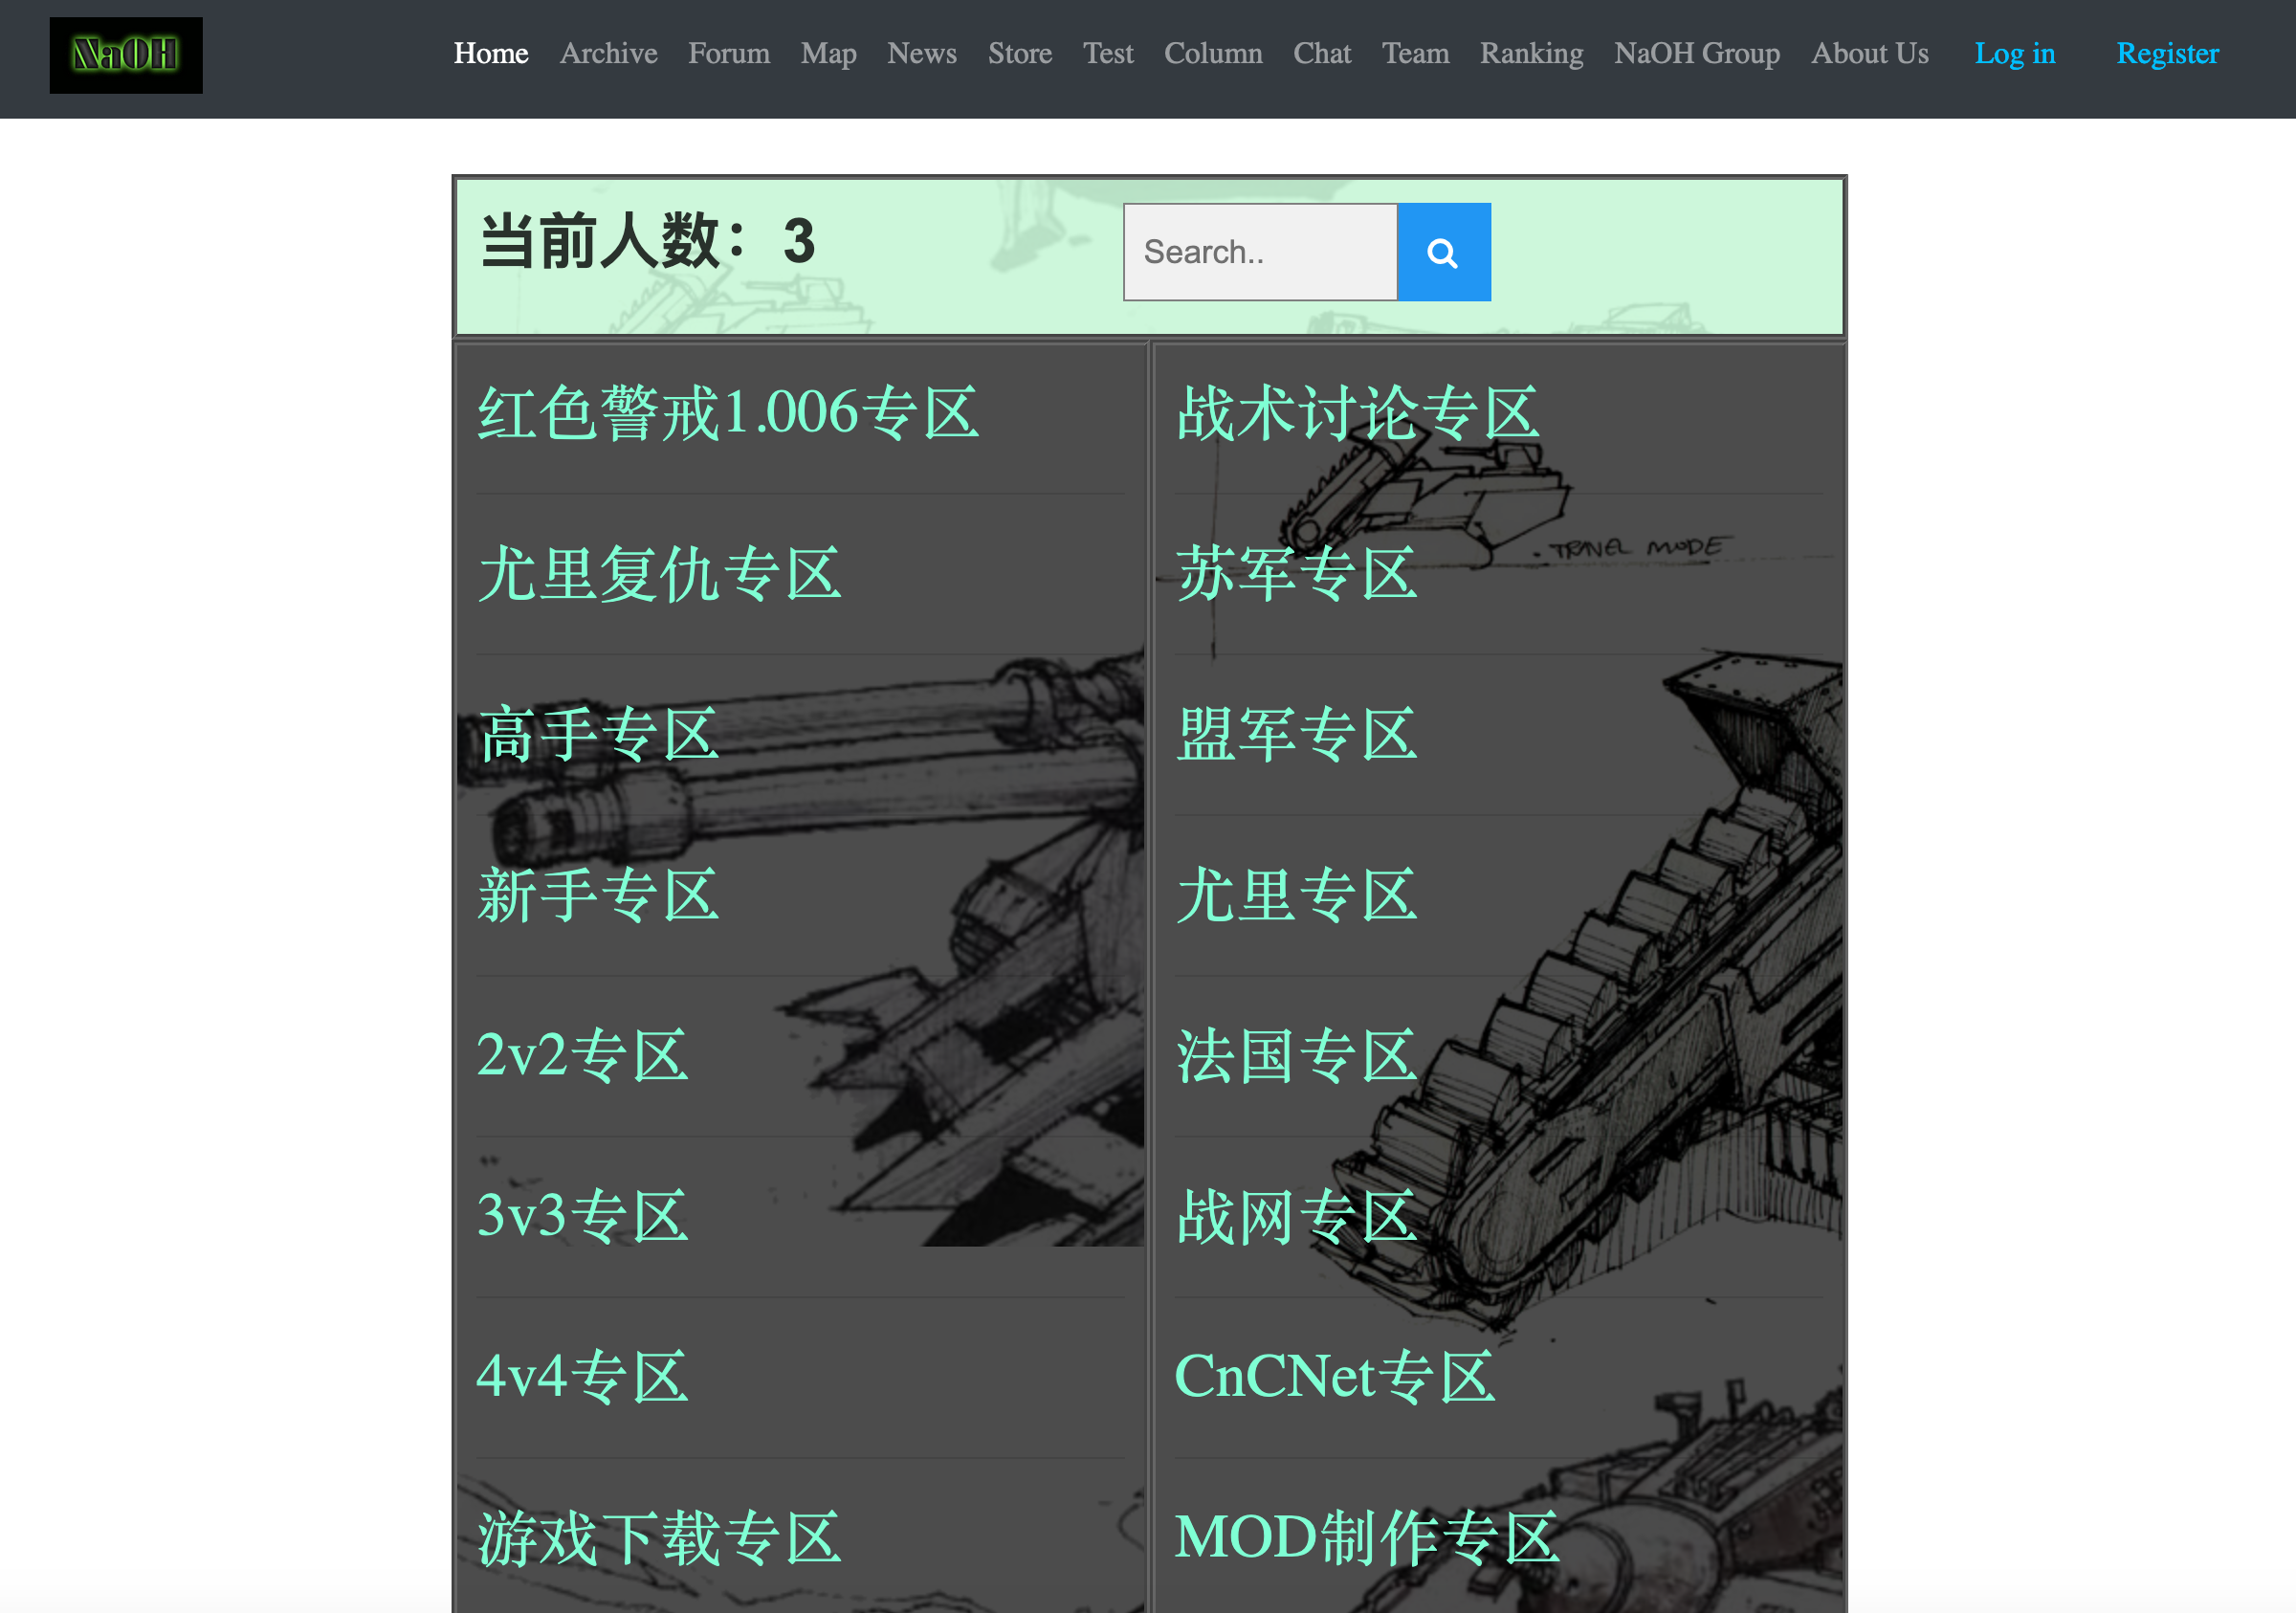 NaOH
Home Archive Forum Map News Store Test Column Chat Team Ranking NaOH Group About Us Log in Register
当前人数：3
Search..
红色警戒1.006专区
战术讨论专区
TRAVEL MODE
尤里复仇专区
苏军专区
高手专区
盟军专区
新手专区
尤里专区
2v2专区
法国专区
3v3专区
战网专区
4v4专区
CnCNet专区
游戏下载专区
MOD制作专区